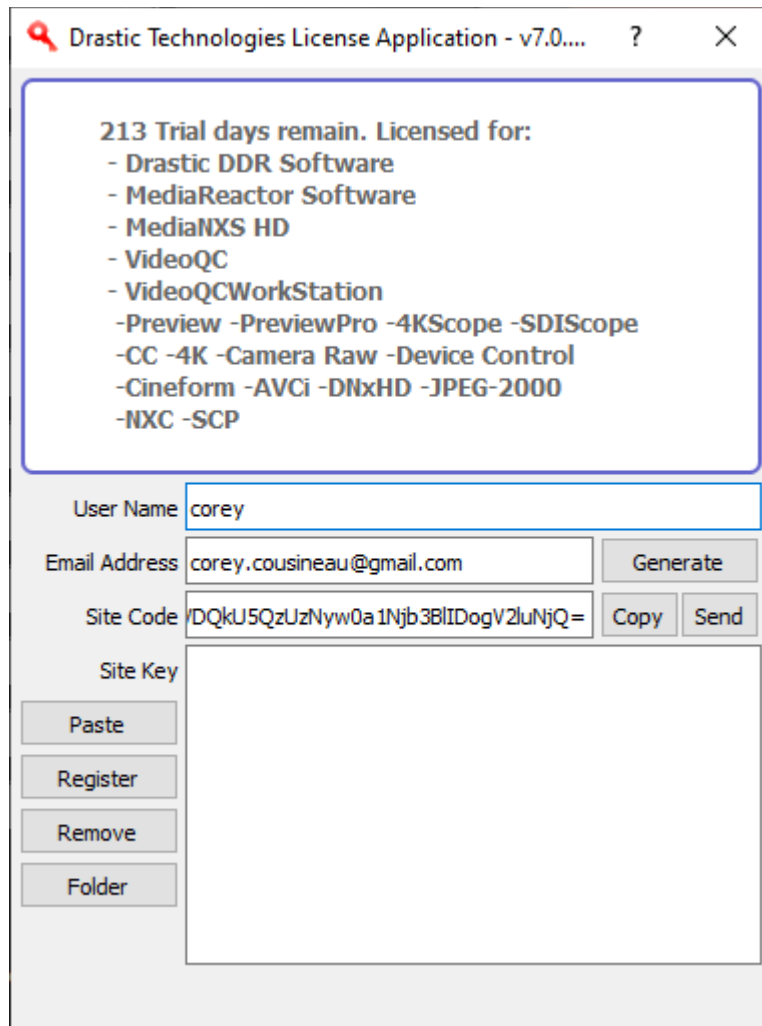 Drastic Technologies License Application - v7.0....
?
213 Trial days remain. Licensed for:
- Drastic DDR Software
- MediaReactor Software
- MediaNXS HD
- VideoQC
- VideoQCWorkStation
-Preview -PreviewPro -4KScope -SDIScope
-CC -4K -Camera Raw -Device Control
-Cineform -AVCi -DNxHD -JPEG-2000
-NXC -SCP
User Name corey
Email Address corey.cousineau@gmail.com Generate
Site Code /DQkU5QzUzNyw0a1Njb3BlIDogV2luNjQ= Copy Send
Site Key
Paste
Register
Remove
Folder